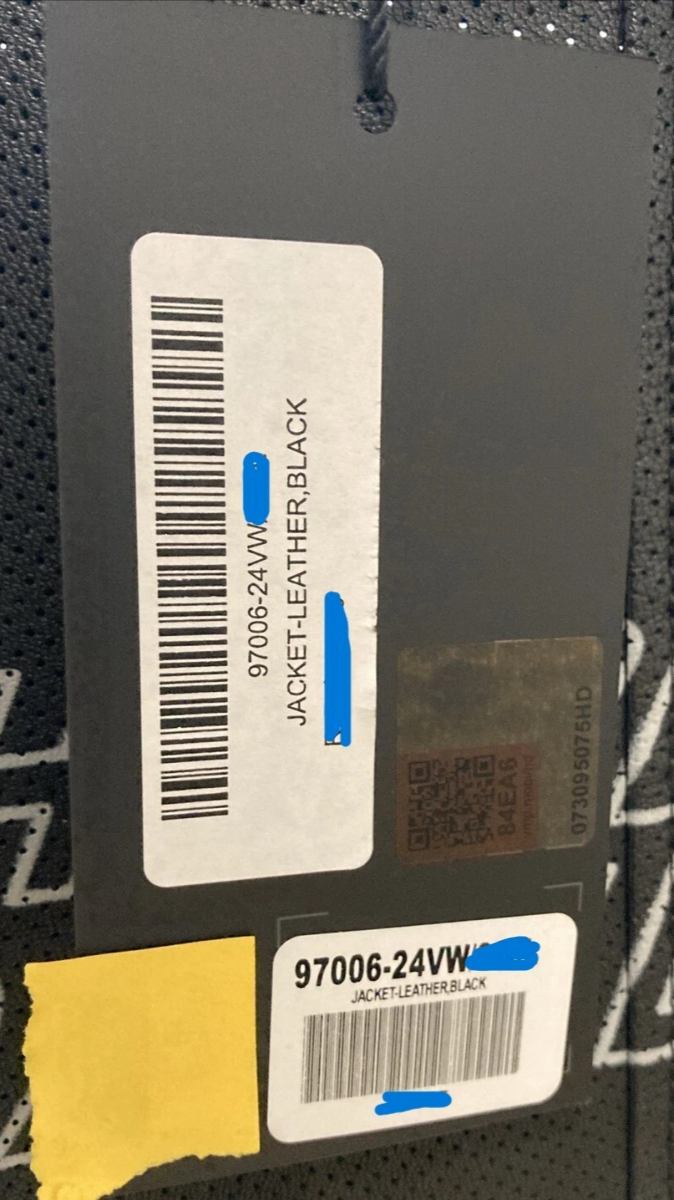 97006-24VW
JACKET-LEATHER,BLACK
84EA6
073095075HD
97006-24VW/
JACKET-LEATHER,BLACK